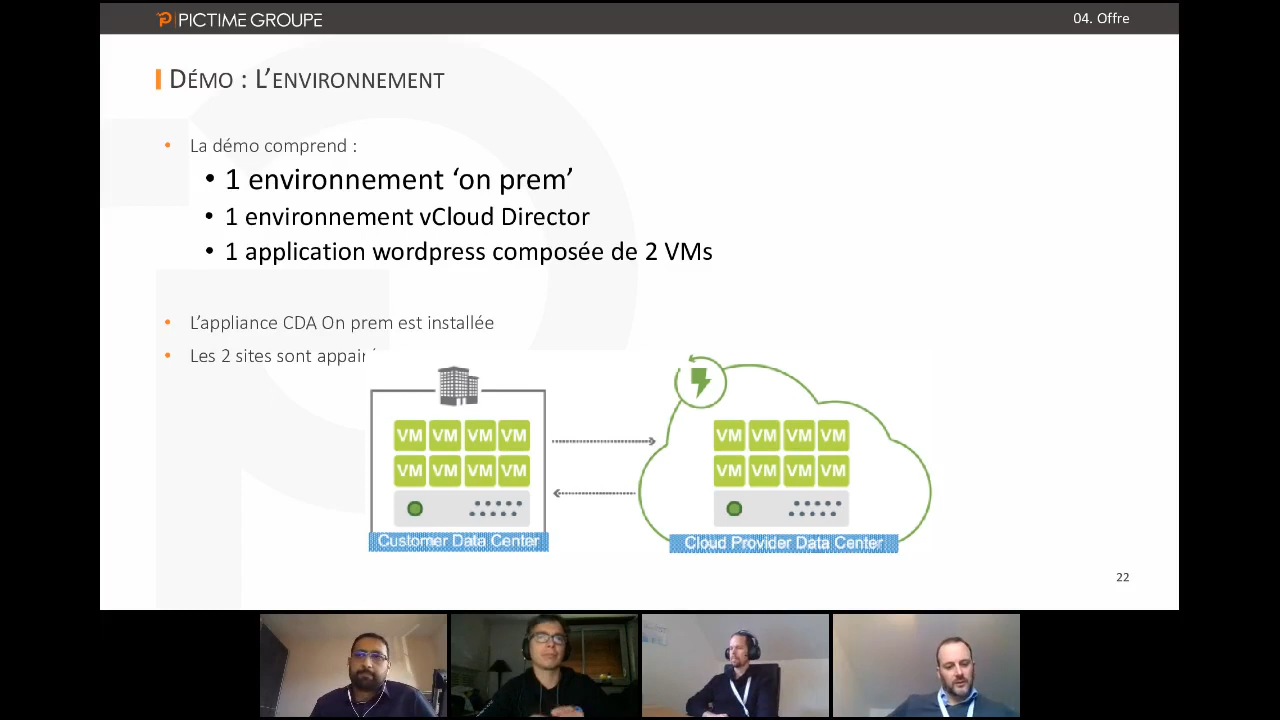 PICTIME GROUPE
04. Offre
DÉMO : L'ENVIRONNEMENT
• La démo comprend :
• 1 environnement ‘on prem’
• 1 environnement vCloud Director
• 1 application wordpress composée de 2 VMs
• L’appliance CDA On prem est installée
• Les 2 sites sont appair
VM VM VM VM
VM VM VM VM
Customer Data Center
VM VM VM VM
VM VM VM VM
Cloud Provider Data Center
22